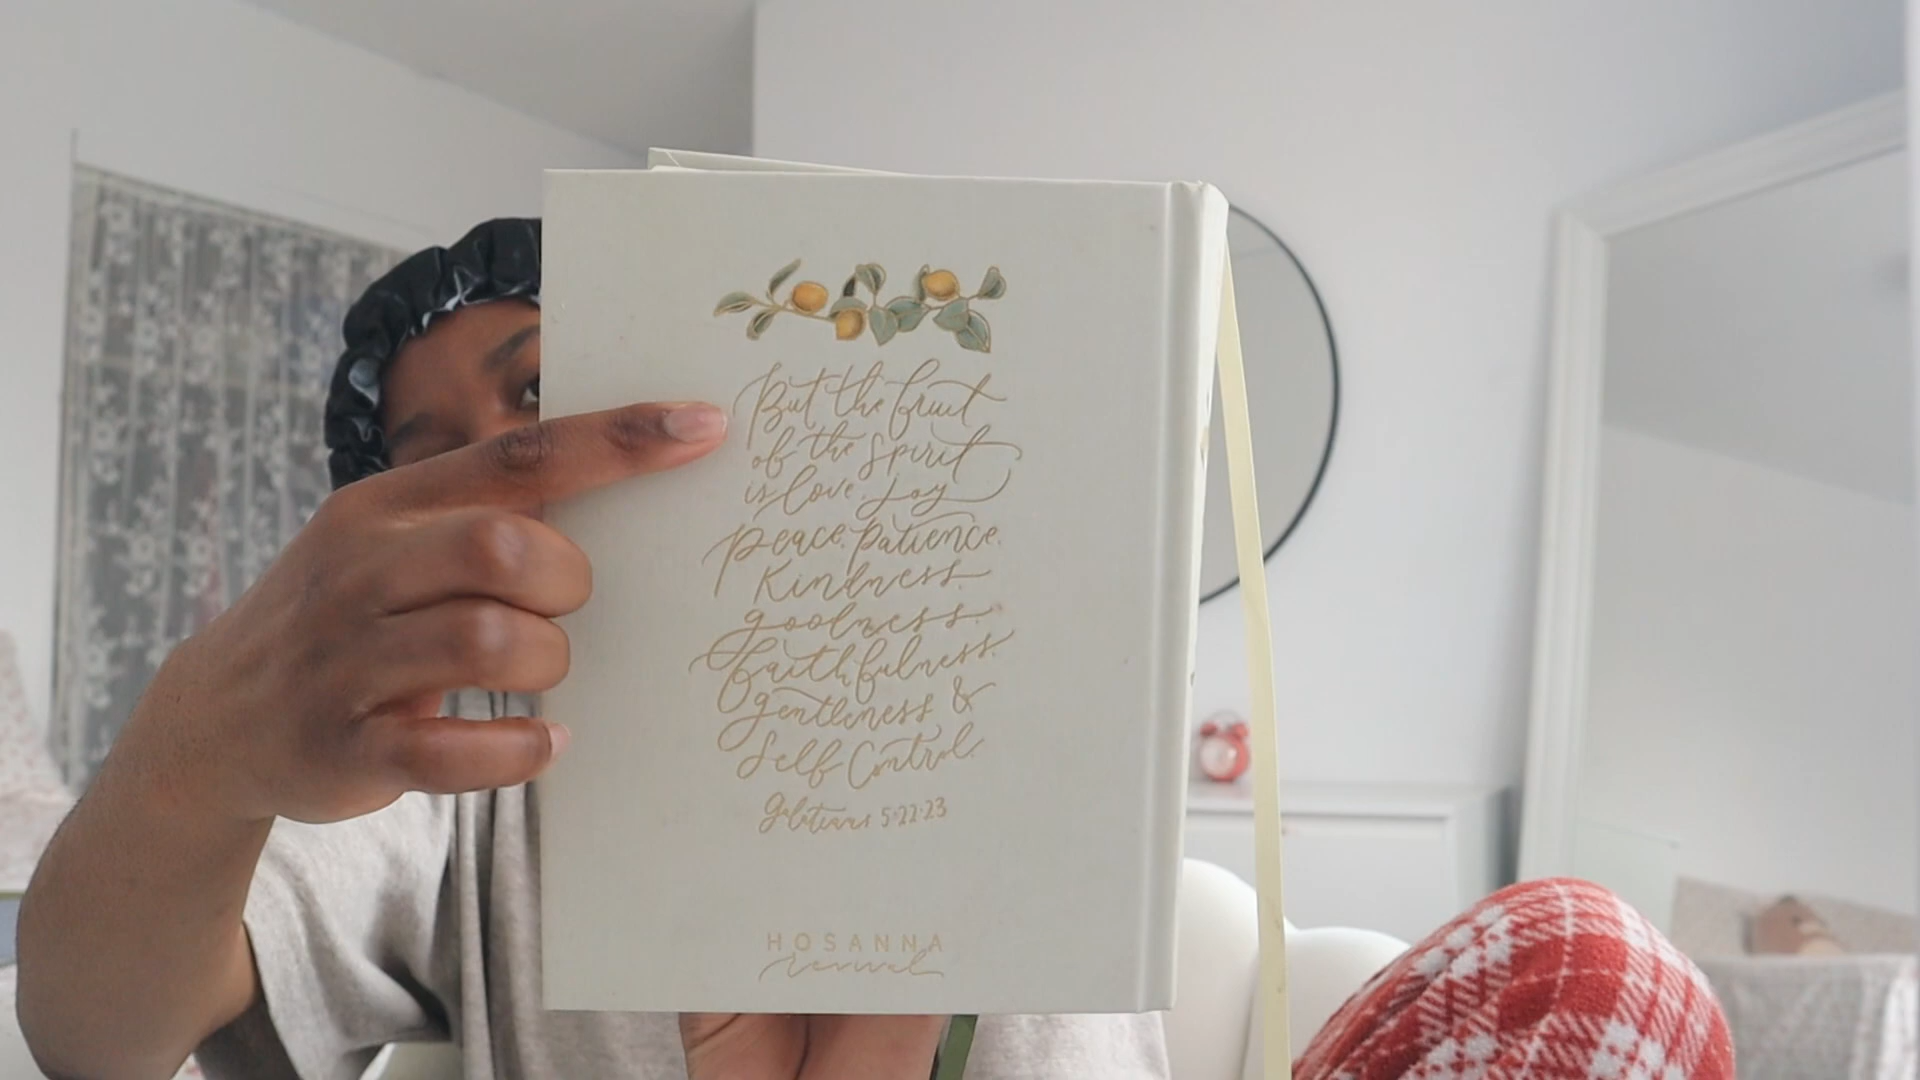 But the fruit
of the spirit
is love, joy
peace, patience,
kindness,
goodness,
faithfulness,
gentleness &
Self Control.
Galatians 5:22-23
HOSANNA
revival